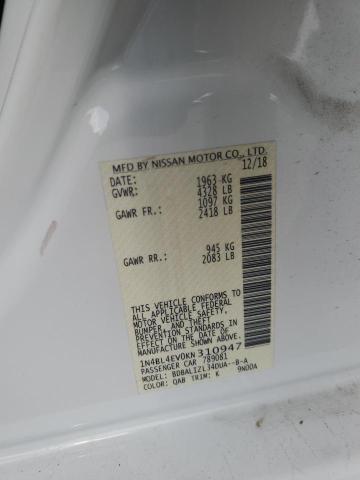 MFD BY NISSAN MOTOR CO., LTD.
DATE: 12/18
GVWR: 1963 KG
4328 LB
GAWR FR.: 1097 KG
2418 LB
GAWR RR.: 945 KG
2083 LB
THIS VEHICLE CONFORMS TO
ALL APPLICABLE FEDERAL
MOTOR VEHICLE SAFETY,
BUMPER, AND THEFT
PREVENTION STANDARDS IN
EFFECT ON THE DATE OF
MANUFACTURE SHOWN ABOVE.
1N4BL4EV0KN310947
PASSENGER CAR 789081
MODEL: BDBALIZL34DUA--B-A
COLOR: QAB TRIM: K 9N00A